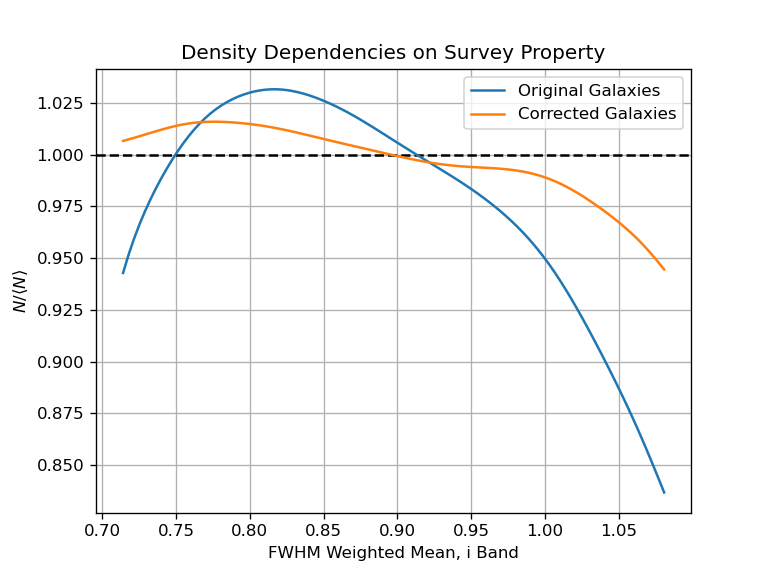 Density Dependencies on Survey Property
Original Galaxies
Corrected Galaxies
1.025
1.000
0.975
0.950
0.925
0.900
0.875
0.850
N/⟨N⟩
0.70 0.75 0.80 0.85 0.90 0.95 1.00 1.05
FWHM Weighted Mean, i Band